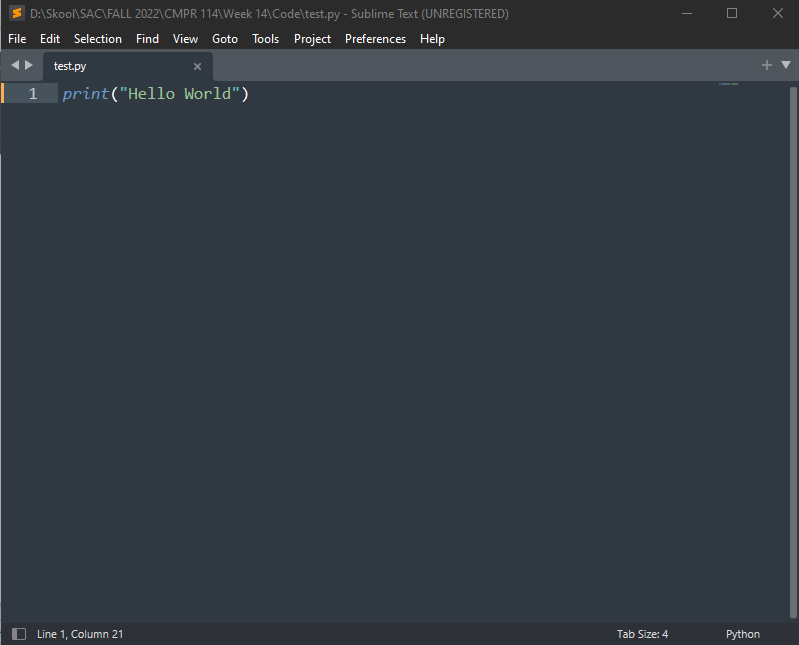 D:\Skool\SAC\FALL 2022\CMPR 114\Week 14\Code\test.py - Sublime Text (UNREGISTERED)
File Edit Selection Find View Goto Tools Project Preferences Help
test.py
1 print("Hello World")
Line 1, Column 21 Tab Size: 4 Python